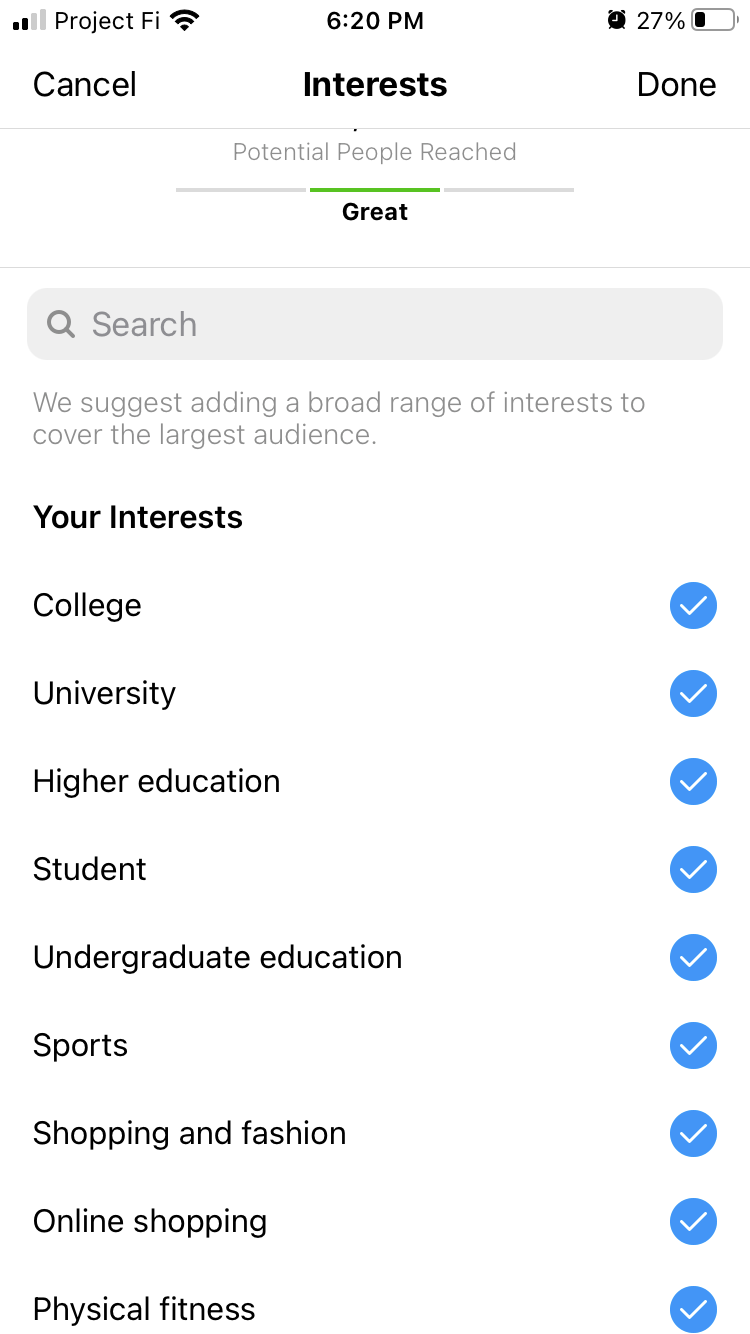 Project Fi 6:20 PM 27%
Cancel Interests Done
Potential People Reached
Great
Search
We suggest adding a broad range of interests to
cover the largest audience.
Your Interests
College
University
Higher education
Student
Undergraduate education
Sports
Shopping and fashion
Online shopping
Physical fitness